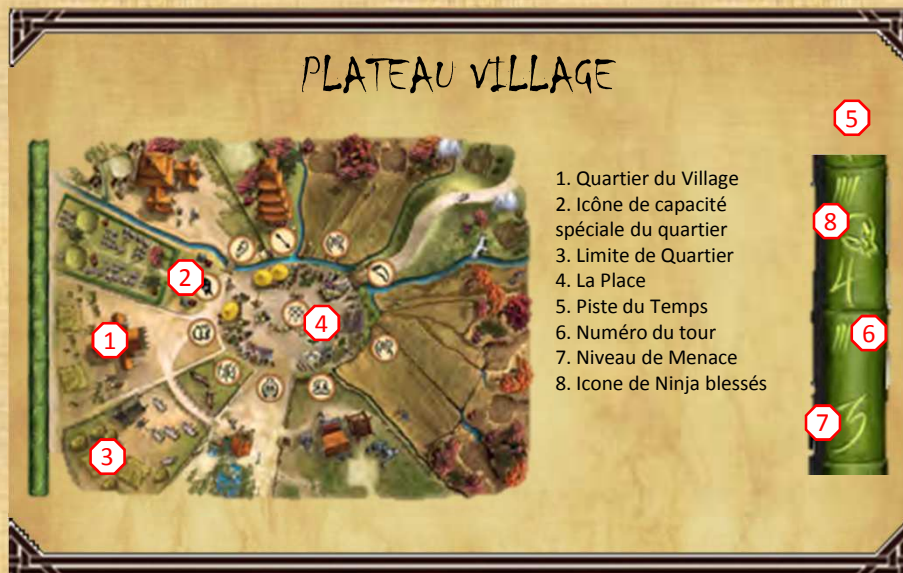 PLATEAU VILLAGE
5
1. Quartier du Village
2. Icône de capacité
spéciale du quartier
3. Limite de Quartier
4. La Place
5. Piste du Temps
6. Numéro du tour
7. Niveau de Menace
8. Icone de Ninja blessés
8
4
6
7
3
2
1
4
3